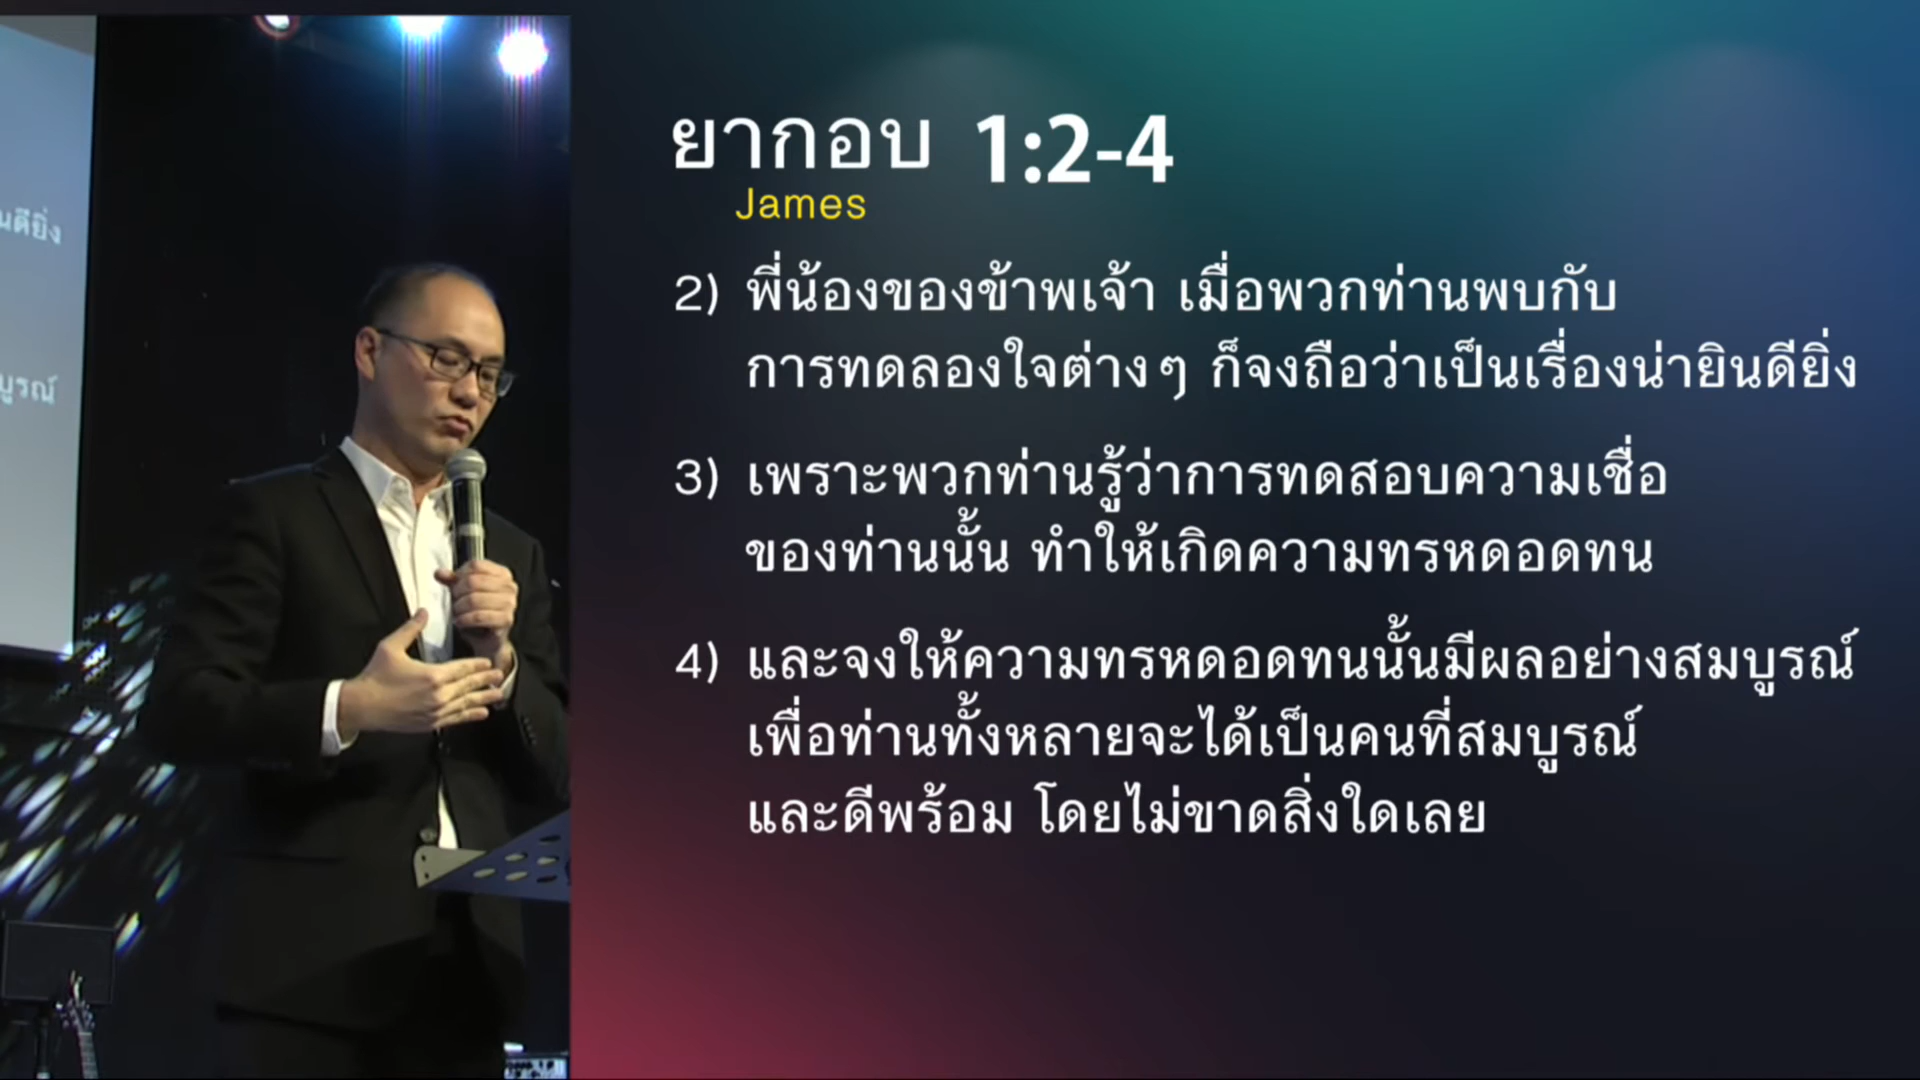 นดียิ่ง
บูรณ์
ยากอบ 1:2-4
James
2) พี่น้องของข้าพเจ้า เมื่อพวกท่านพบกับ
การทดลองใจต่างๆ ก็จงถือว่าเป็นเรื่องน่ายินดียิ่ง
3) เพราะพวกท่านรู้ว่าการทดสอบความเชื่อ
ของท่านนั้น ทำให้เกิดความทรหดอดทน
4) และจงให้ความทรหดอดทนนั้นมีผลอย่างสมบูรณ์
เพื่อท่านทั้งหลายจะได้เป็นคนที่สมบูรณ์
และดีพร้อม โดยไม่ขาดสิ่งใดเลย